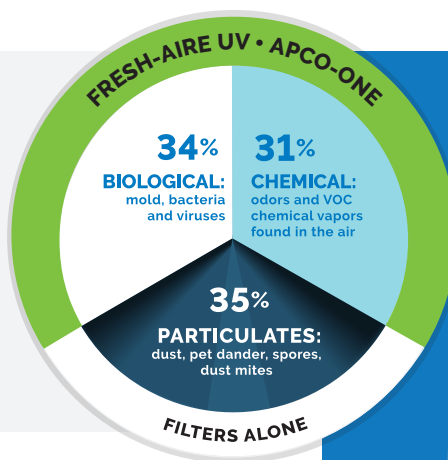 FRESH-AIRE UV • APCO-ONE
34%
BIOLOGICAL:
mold, bacteria
and viruses
31%
CHEMICAL:
odors and VOC
chemical vapors
found in the air
35%
PARTICULATES:
dust, pet dander, spores,
dust mites
FILTERS ALONE